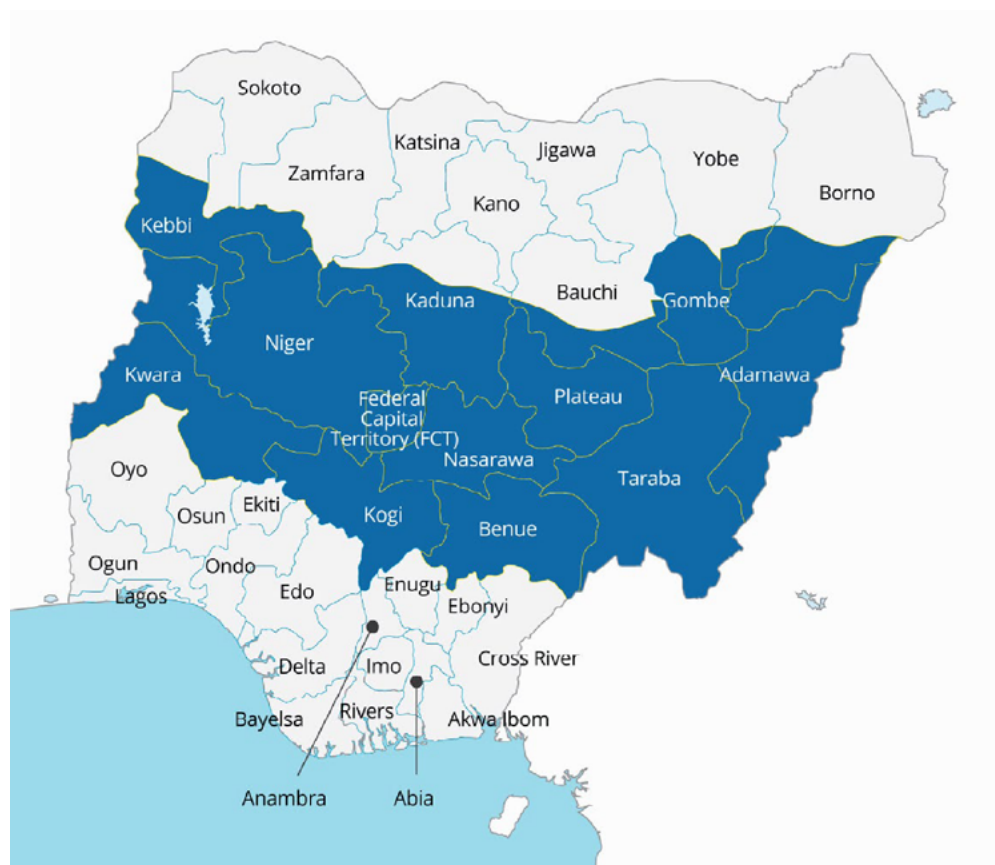 Sokoto
Katsina
Jigawa
Yobe
Zamfara
Borno
Kano
Kebbi
Bauchi
Kaduna
Gombe
Niger
Kwara
Adamawa
Plateau
Federal
Capital
Territory (FCT)
Nasarawa
Oyo
Taraba
Ekiti
Osun
Kogi
Benue
Ogun
Ondo
Enugu
Edo
Lagos
Ebonyi
Cross River
Delta
Imo
Rivers
Bayelsa
Akwa Ibom
Anambra
Abia